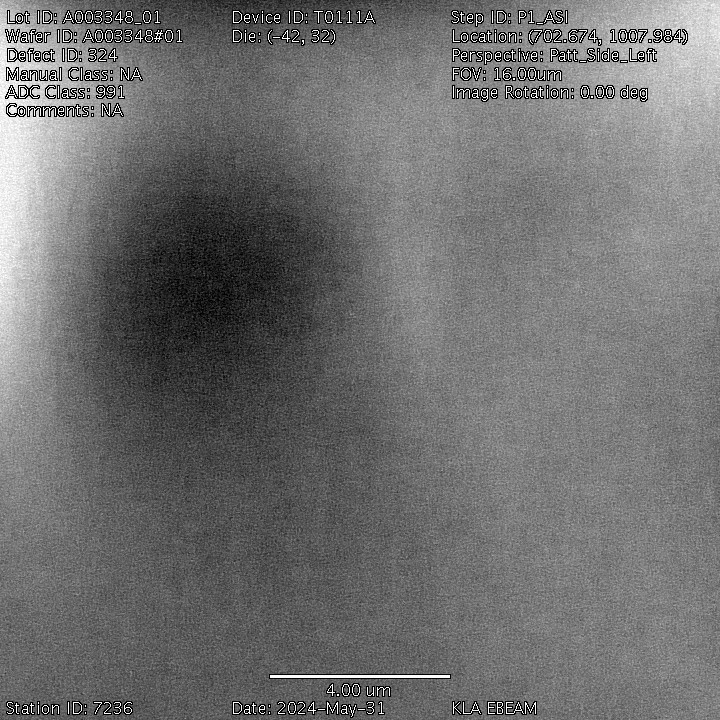 Lot ID: A003348_01 Device ID: T0111A Step ID: P1_ASI
Wafer ID: A003348#01 Die: (-42, 32) Location: (702.674, 1007.984)
Defect ID: 324 Perspective: Patt_Side_Left
Manual Class: NA FOV: 16.00um
ADC Class: 991 Image Rotation: 0.00 deg
Comments: NA
4.00 um
Station ID: 7236 Date: 2024-May-31 KLA EBEAM